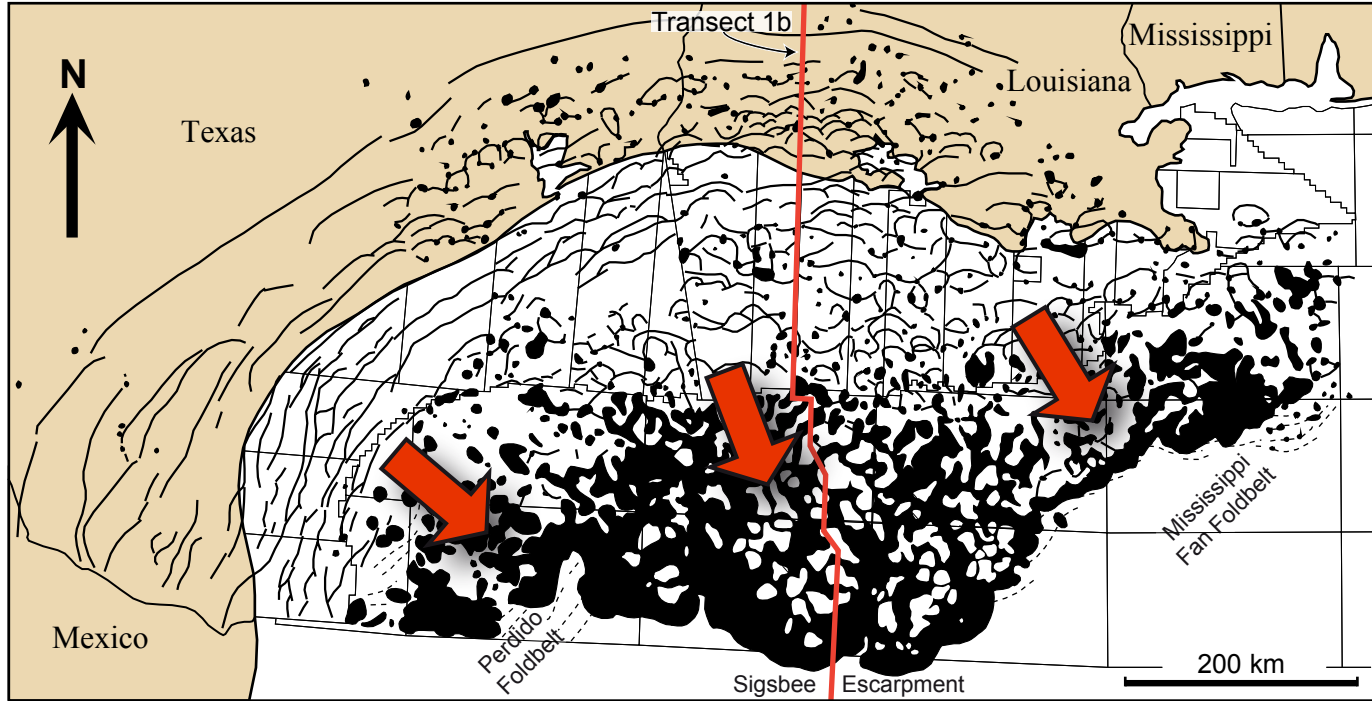 Transect 1b
Mississippi
N
Louisiana
Texas
Mississippi
Fan Foldbelt
Mexico
Perdido
Foldbelt
200 km
Sigsbee Escarpment